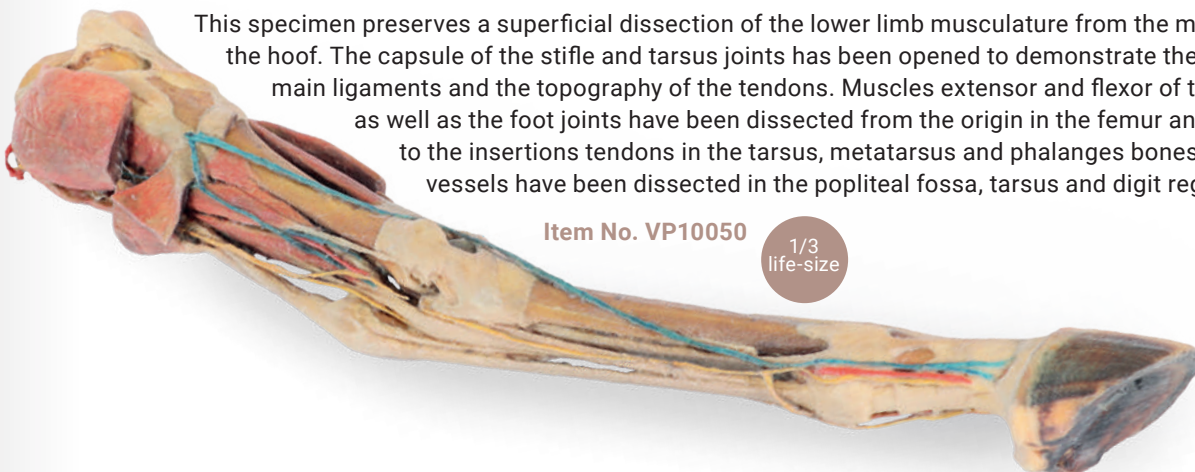 This specimen preserves a superficial dissection of the lower limb musculature from the
the hoof. The capsule of the stifle and tarsus joints has been opened to demonstrate the
main ligaments and the topography of the tendons. Muscles extensor and flexor of
as well as the foot joints have been dissected from the origin in the femur
to the insertions tendons in the tarsus, metatarsus and phalanges bones
vessels have been dissected in the popliteal fossa, tarsus and digit
Item No. VP10050
1/3
life-size